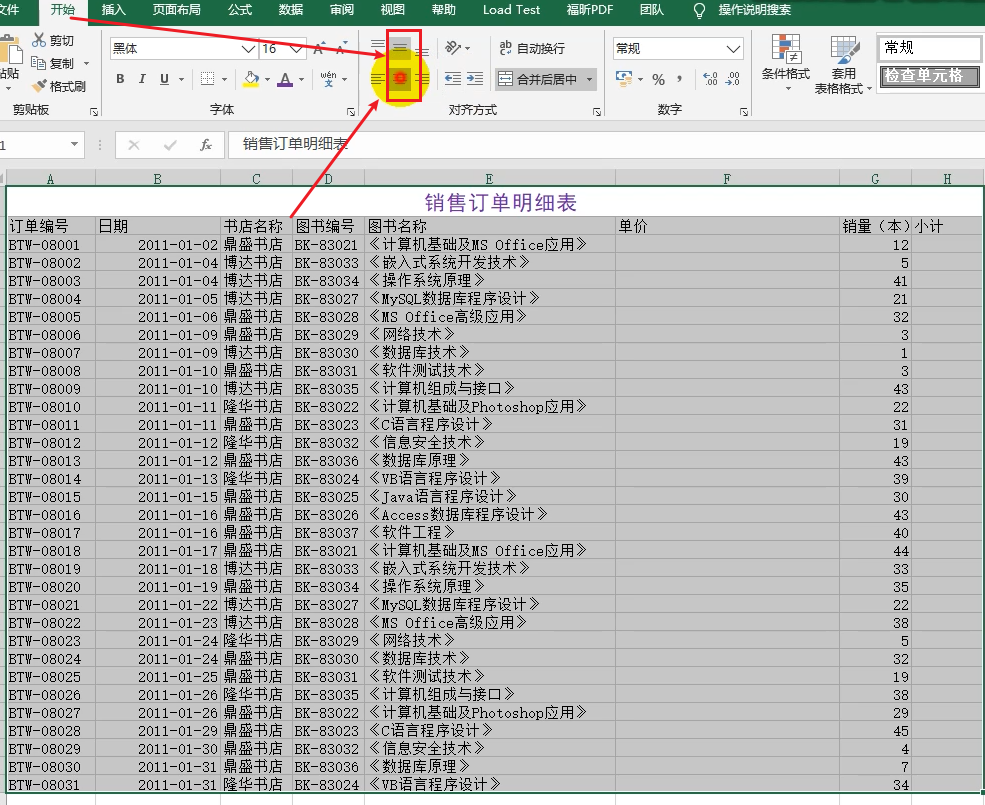 文件 开始 插入 页面布局 公式 数据 审阅 视图 帮助 Load Test 福昕PDF 团队 操作说明搜索
剪切 黑体 16 A A ab 自动换行 常规 常规
复制
粘贴 格式刷 B I U A wén 文 合并后居中 % , 条件格式 套用 表格格式 检查单元格
剪贴板 字体 对齐方式 数字
1 fx 销售订单明细表
A B C D E F G H
销售订单明细表
订单编号 日期 书店名称 图书编号 图书名称 单价 销量（本） 小计
BTW-08001 2011-01-02 鼎盛书店 BK-83021 《计算机基础及MS Office应用》 12
BTW-08002 2011-01-04 博达书店 BK-83033 《嵌入式系统开发技术》 5
BTW-08003 2011-01-04 博达书店 BK-83034 《操作系统原理》 41
BTW-08004 2011-01-05 博达书店 BK-83027 《MySQL数据库程序设计》 21
BTW-08005 2011-01-06 鼎盛书店 BK-83028 《MS Office高级应用》 32
BTW-08006 2011-01-09 鼎盛书店 BK-83029 《网络技术》 3
BTW-08007 2011-01-09 博达书店 BK-83030 《数据库技术》 1
BTW-08008 2011-01-10 鼎盛书店 BK-83031 《软件测试技术》 3
BTW-08009 2011-01-10 博达书店 BK-83035 《计算机组成与接口》 43
BTW-08010 2011-01-11 隆华书店 BK-83022 《计算机基础及Photoshop应用》 22
BTW-08011 2011-01-11 鼎盛书店 BK-83023 《C语言程序设计》 31
BTW-08012 2011-01-12 隆华书店 BK-83032 《信息安全技术》 19
BTW-08013 2011-01-12 鼎盛书店 BK-83036 《数据库原理》 43
BTW-08014 2011-01-13 隆华书店 BK-83024 《VB语言程序设计》 39
BTW-08015 2011-01-15 鼎盛书店 BK-83025 《Java语言程序设计》 30
BTW-08016 2011-01-16 鼎盛书店 BK-83026 《Access数据库程序设计》 43
BTW-08017 2011-01-16 鼎盛书店 BK-83037 《软件工程》 40
BTW-08018 2011-01-17 鼎盛书店 BK-83021 《计算机基础及MS Office应用》 44
BTW-08019 2011-01-18 博达书店 BK-83033 《嵌入式系统开发技术》 33
BTW-08020 2011-01-19 鼎盛书店 BK-83034 《操作系统原理》 35
BTW-08021 2011-01-22 博达书店 BK-83027 《MySQL数据库程序设计》 22
BTW-08022 2011-01-23 博达书店 BK-83028 《MS Office高级应用》 38
BTW-08023 2011-01-24 隆华书店 BK-83029 《网络技术》 5
BTW-08024 2011-01-24 鼎盛书店 BK-83030 《数据库技术》 32
BTW-08025 2011-01-25 鼎盛书店 BK-83031 《软件测试技术》 19
BTW-08026 2011-01-26 隆华书店 BK-83035 《计算机组成与接口》 38
BTW-08027 2011-01-26 鼎盛书店 BK-83022 《计算机基础及Photoshop应用》 29
BTW-08028 2011-01-29 鼎盛书店 BK-83023 《C语言程序设计》 45
BTW-08029 2011-01-30 鼎盛书店 BK-83032 《信息安全技术》 4
BTW-08030 2011-01-31 鼎盛书店 BK-83036 《数据库原理》 7
BTW-08031 2011-01-31 隆华书店 BK-83024 《VB语言程序设计》 34